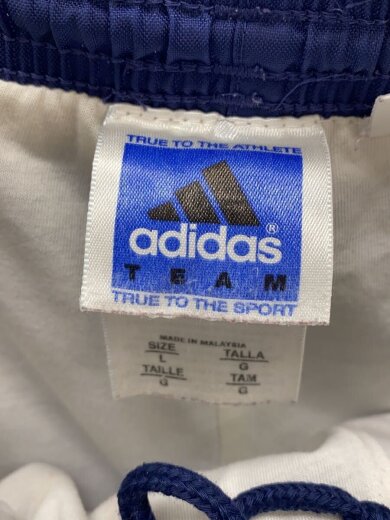 TRUE TO THE ATHLETE
adidas®
TEAM
TRUE TO THE SPORT
MADE IN MALAYSIA
SIZE TALLA
L G
TAILLE TAM
G G